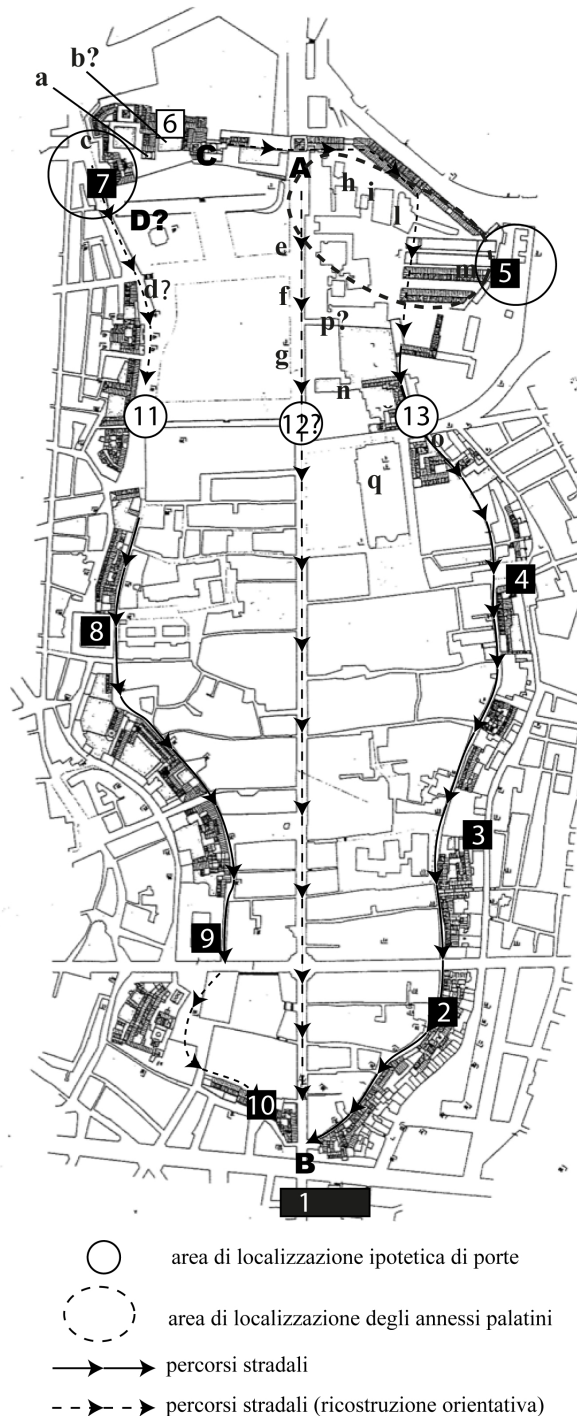 b?
a
6
c
C
A
7
h
i
l
D?
e
5
d?
f
p?
g
n
11
12?
13
o
q
4
8
3
9
2
10
B
1
area di localizzazione ipotetica di porte
area di localizzazione degli annessi palatini
percorsi stradali
percorsi stradali (ricostruzione orientativa)